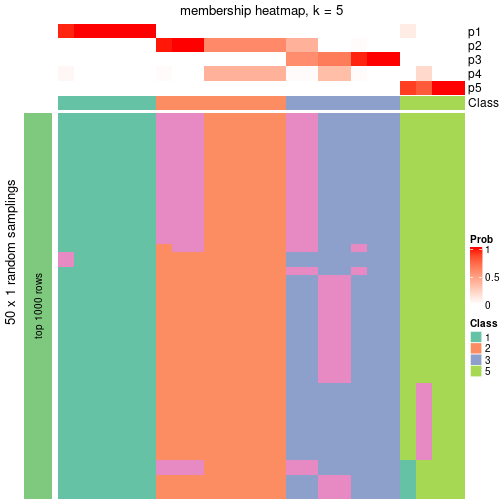 membership heatmap, k = 5
p1
p2
p3
p4
p5
Class
50 x 1 random samplings
top 1000 rows
Prob
1
0.5
0
Class
1
2
3
5